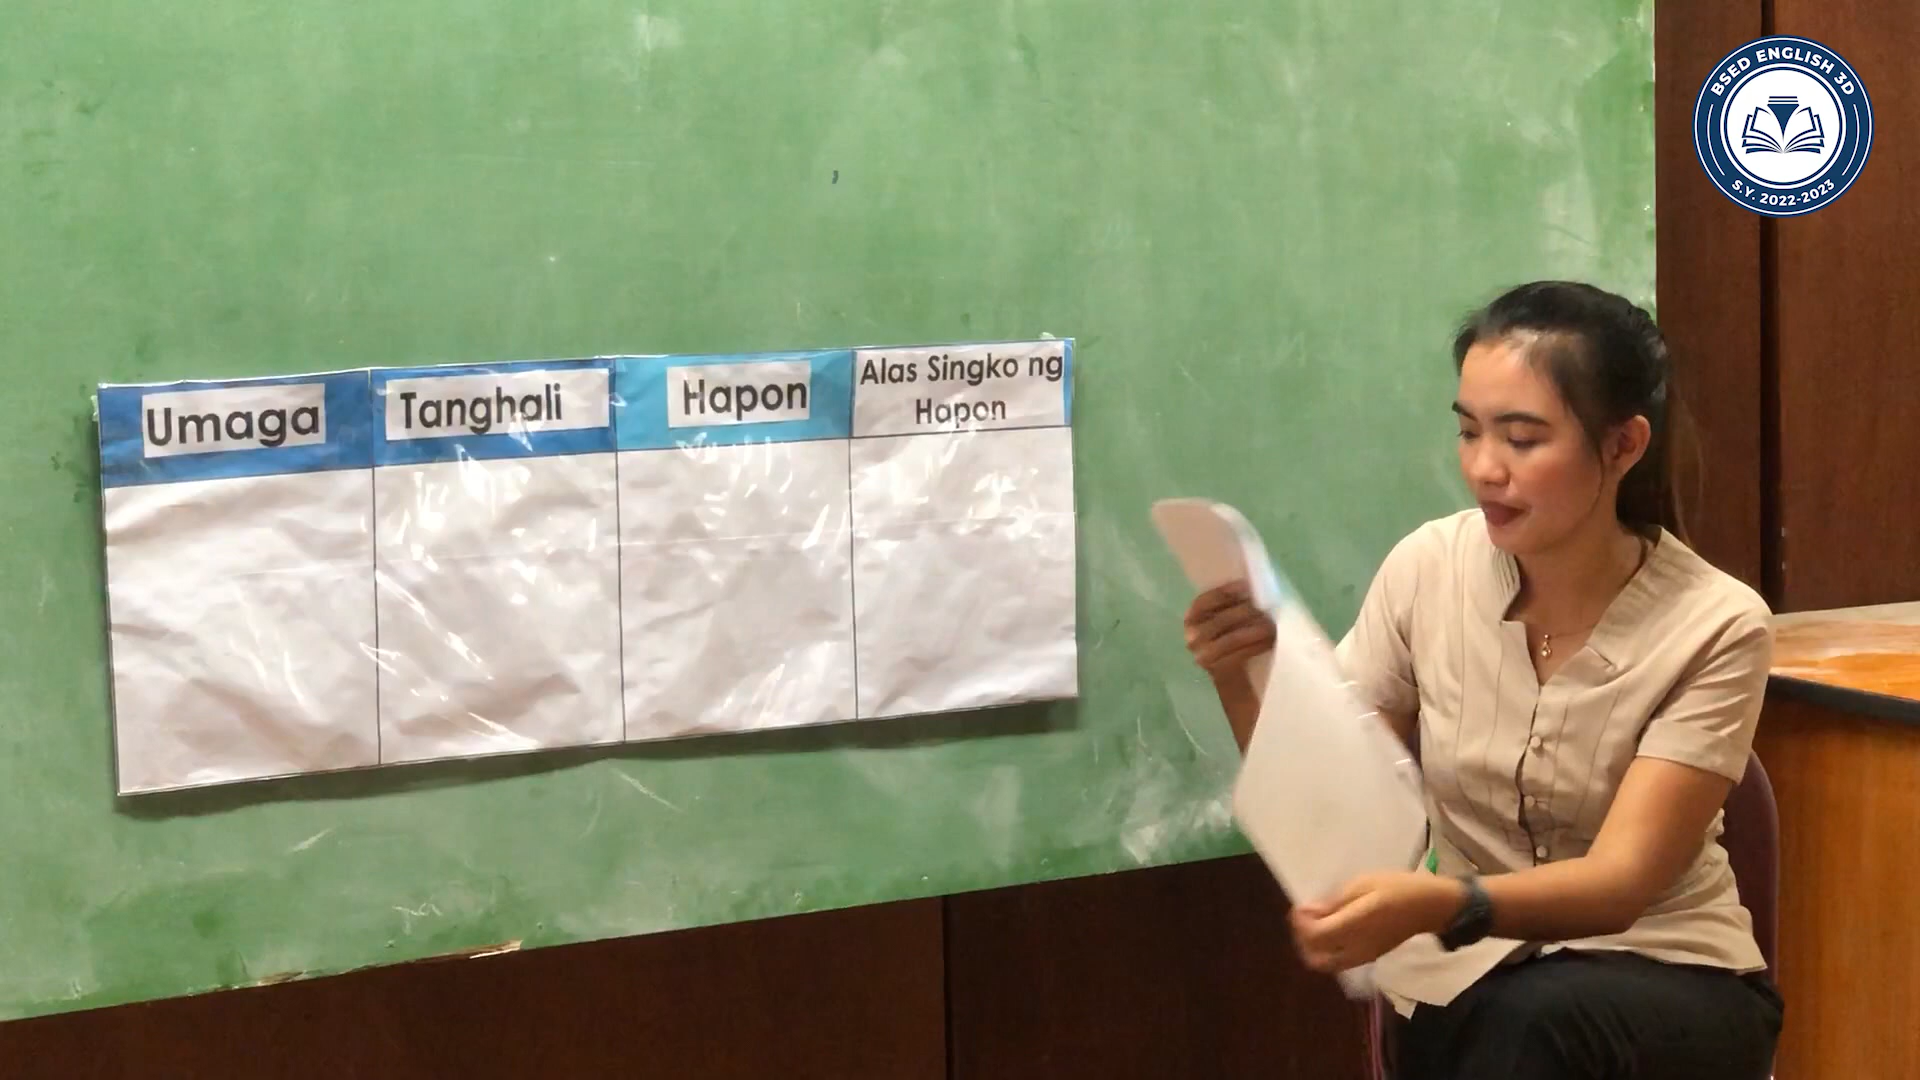 BSED ENGLISH 3D
S.Y. 2022-2023
Umaga
Tanghali
Hapon
Alas Singko ng
Hapon